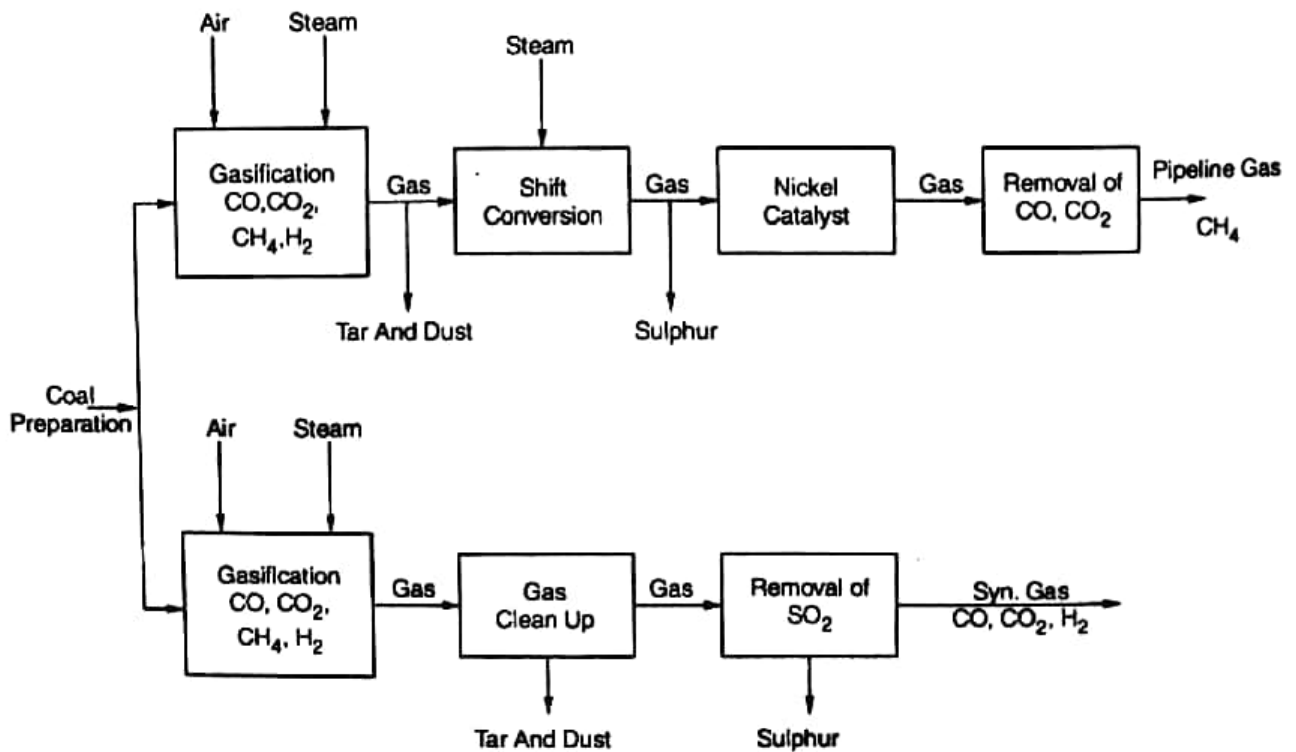 Air
Steam
Steam
Gasification
CO,CO₂,
CH₄,H₂
Gas
Shift
Conversion
Gas
Nickel
Catalyst
Gas
Removal of
CO, CO₂
Pipeline Gas
CH₄
Tar And Dust
Sulphur
Coal
Preparation
Air
Steam
Gasification
CO, CO₂,
CH₄, H₂
Gas
Gas
Clean Up
Gas
Removal of
SO₂
Syn. Gas
CO, CO₂, H₂
Tar And Dust
Sulphur